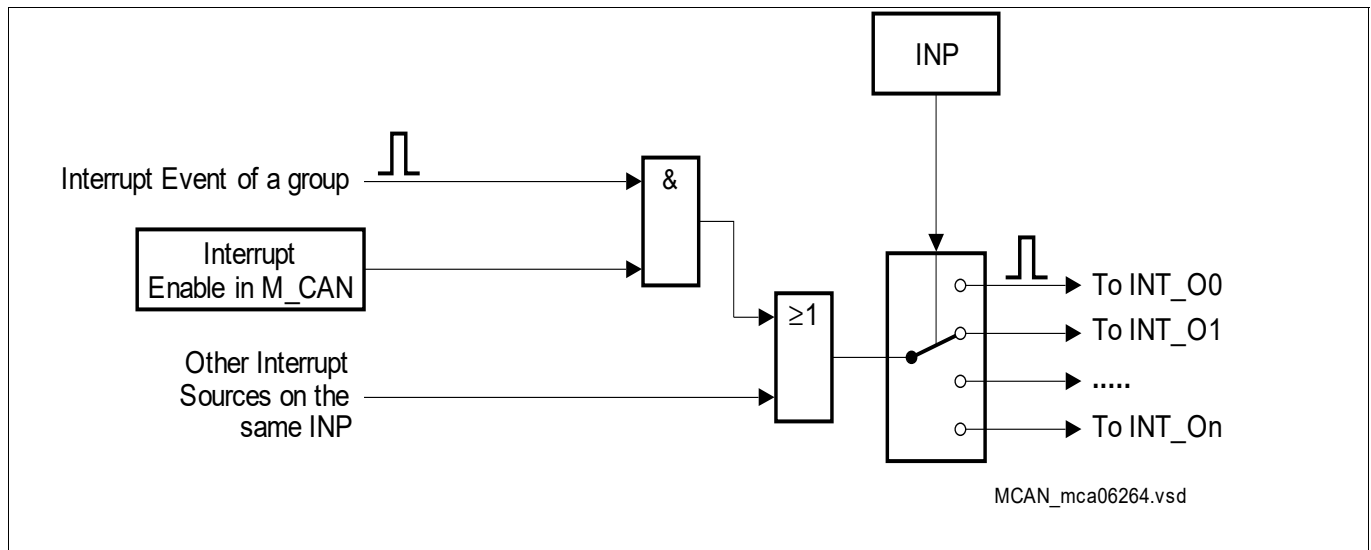 INP
Interrupt Event of a group
&
Interrupt
Enable in M_CAN
To INT_O0
≥1
To INT_O1
Other Interrupt
Sources on the
same INP
.....
To INT_On
MCAN_mca06264.vsd